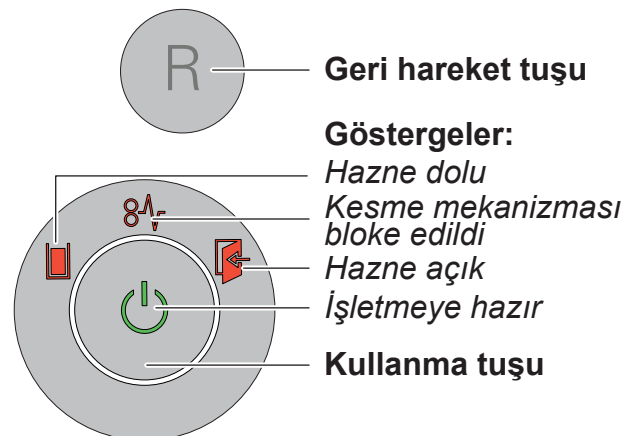 R
Geri hareket tuşu
Göstergeler:
Hazne dolu
Kesme mekanizması
bloke edildi
Hazne açık
İşletmeye hazır
Kullanma tuşu